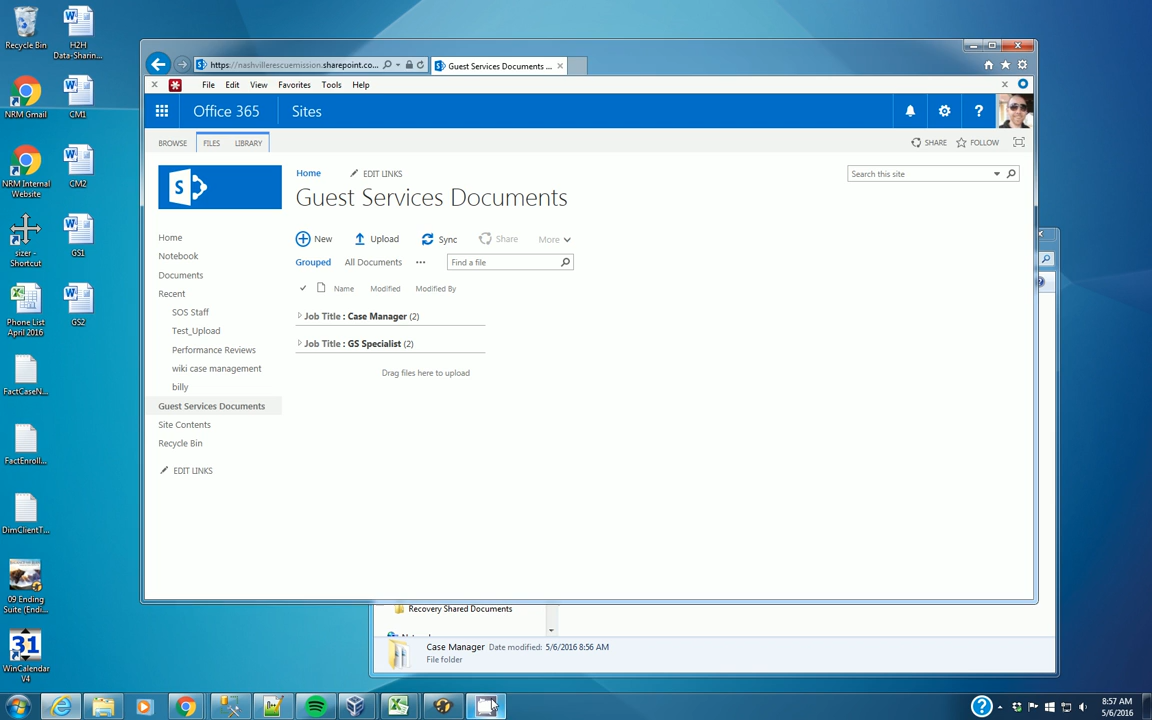 Recycle Bin
H2H
Data-Sharin...
NRM Gmail
CM1
NRM Internal
Website
CM2
sizer -
Shortcut
GS1
Phone List
April 2016
GS2
FactCaseN...
FactEnroll...
DimClientT...
09 Ending
Suite (Endi...
WinCalendar
V4
https://nashvillerescuemission.sharepoint.co...
Guest Services Documents ...
File Edit View Favorites Tools Help
Office 365 Sites
BROWSE FILES LIBRARY
SHARE FOLLOW
S
Home EDIT LINKS
Search this site
Guest Services Documents
New Upload Sync Share More
Grouped All Documents ... Find a file
Name Modified Modified By
Job Title : Case Manager (2)
Job Title : GS Specialist (2)
Drag files here to upload
Home
Notebook
Documents
Recent
SOS Staff
Test_Upload
Performance Reviews
wiki case management
billy
Guest Services Documents
Site Contents
Recycle Bin
EDIT LINKS
Recovery Shared Documents
Case Manager Date modified: 5/6/2016 8:56 AM
File folder
31
8:57 AM
5/6/2016